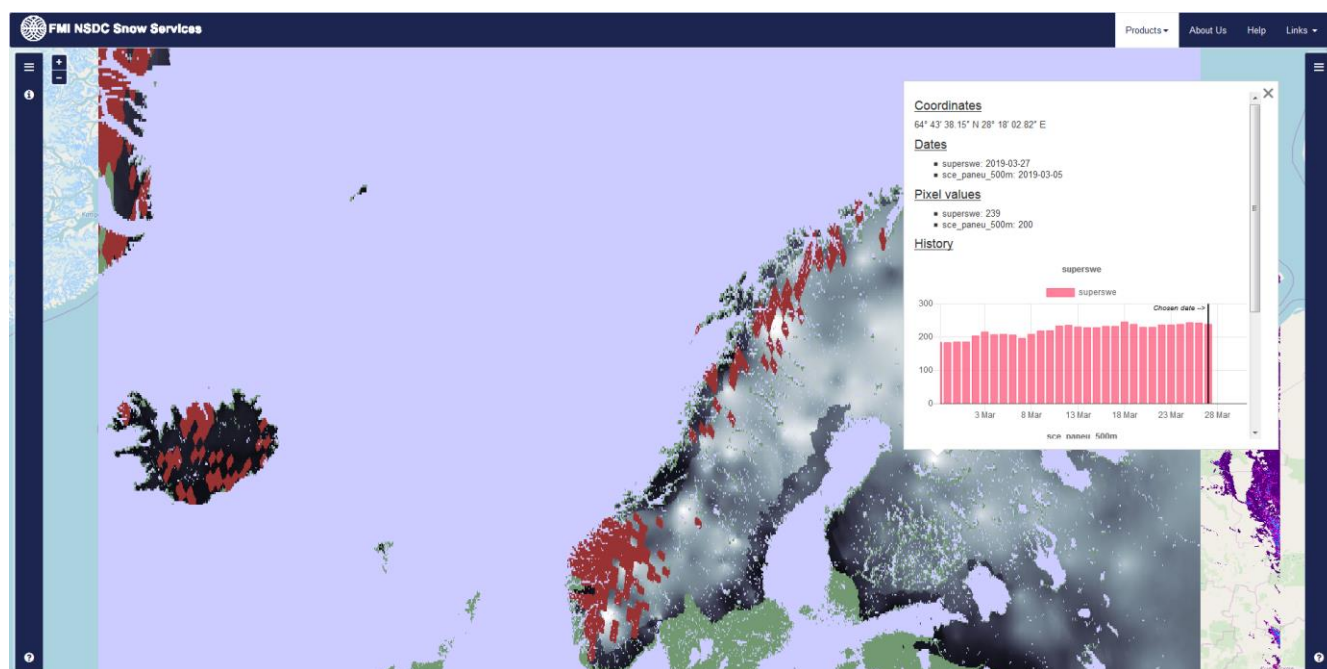 FMI NSDC Snow Services
Products
About Us
Help
Links
+
−
Coordinates
64° 43' 38.15" N 28° 18' 02.82" E
Dates
superswe: 2019-03-27
sce_paneu_500m: 2019-03-05
Pixel values
superswe: 239
sce_paneu_500m: 200
History
superswe
superswe
Chosen date -->
300
200
100
0
3 Mar 8 Mar 13 Mar 18 Mar 23 Mar 28 Mar
sce_paneu_500m